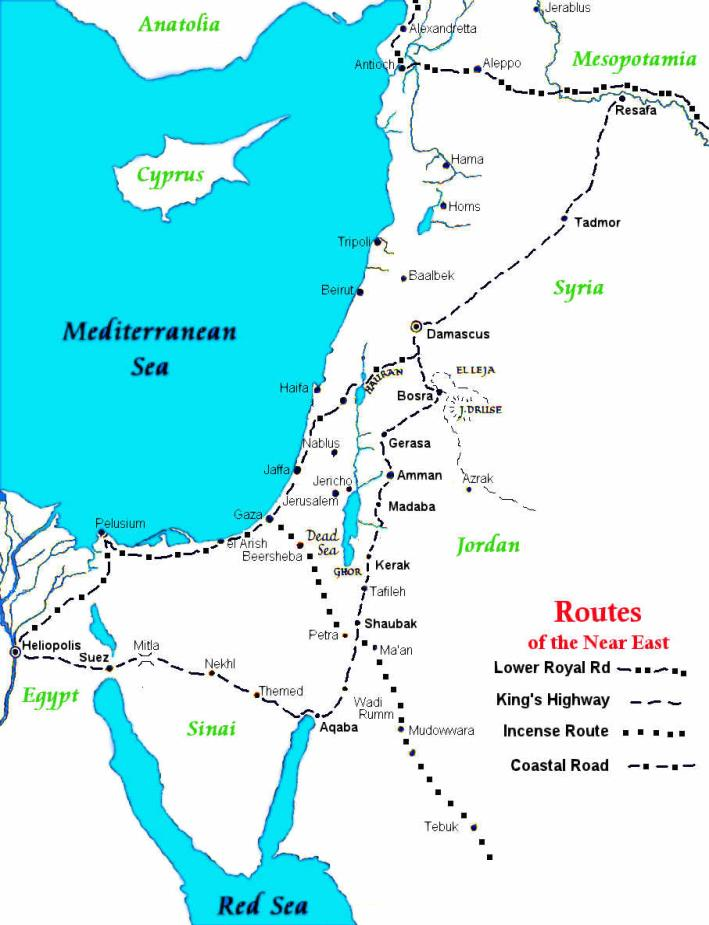 Jerablus
Anatolia
Alexandretta
Mesopotamia
Antioch
Aleppo
Resafa
Hama
Cyprus
Homs
Tadmor
Tripoli
Baalbek
Syria
Beirut
Mediterranean
Sea
Damascus
HAURAN
EL LEJA
Haifa
Bosra
J.DRUSE
Nablus
Gerasa
Jaffa
Amman
Jericho
Azrak
Jerusalem
Madaba
Gaza
Pelusium
el Arish
Dead
Sea
Beersheba
Jordan
Kerak
GHOR
Tafileh
Routes
of the Near East
Shaubak
Petra
Ma'an
Heliopolis
Mitla
Suez
Nekhl
Themed
Lower Royal Rd
King's Highway
Egypt
Wadi
Rumm
Sinai
Aqaba
Mudowwara
Incense Route
Coastal Road
Tebuk
Red Sea